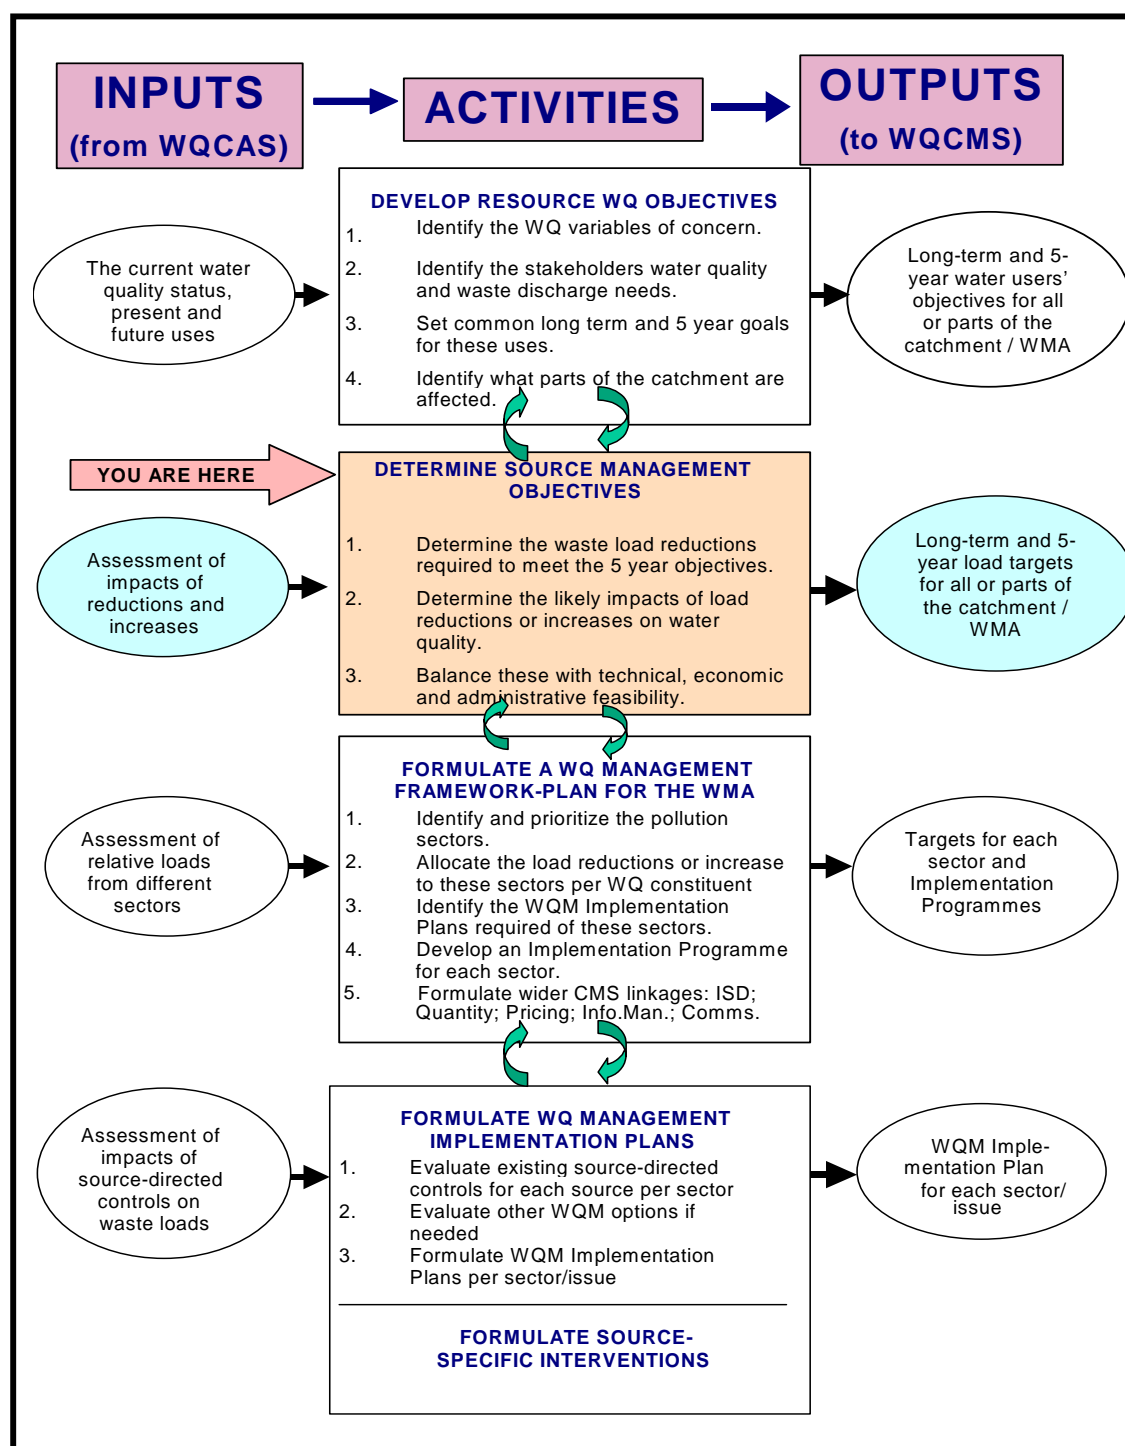 INPUTS
(from WQCAS)
ACTIVITIES
OUTPUTS
(to WQCMS)
DEVELOP RESOURCE WQ OBJECTIVES
1. Identify the WQ variables of concern.
2. Identify the stakeholders water quality
and waste discharge needs.
3. Set common long term and 5 year goals
for these uses.
4. Identify what parts of the catchment are
affected.
The current water
quality status,
present and
future uses
Long-term and 5-
year water users’
objectives for all
or parts of the
catchment / WMA
YOU ARE HERE
DETERMINE SOURCE MANAGEMENT
OBJECTIVES
1. Determine the waste load reductions
required to meet the 5 year objectives.
2. Determine the likely impacts of load
reductions or increases on water
quality.
3. Balance these with technical, economic
and administrative feasibility.
Assessment of
impacts of
reductions and
increases
Long-term and 5-
year load targets
for all or parts of
the catchment /
WMA
FORMULATE A WQ MANAGEMENT
FRAMEWORK-PLAN FOR THE WMA
1. Identify and prioritize the pollution
sectors.
2. Allocate the load reductions or increase
to these sectors per WQ constituent
3. Identify the WQM Implementation
Plans required of these sectors.
4. Develop an Implementation Programme
for each sector.
5. Formulate wider CMS linkages: ISD;
Quantity; Pricing; Info.Man.; Comms.
Assessment of
relative loads
from different
sectors
Targets for each
sector and
Implementation
Programmes
FORMULATE WQ MANAGEMENT
IMPLEMENTATION PLANS
1. Evaluate existing source-directed
controls for each source per sector
2. Evaluate other WQM options if
needed
3. Formulate WQM Implementation
Plans per sector/issue
FORMULATE SOURCE-
SPECIFIC INTERVENTIONS
Assessment of
impacts of
source-directed
controls on
waste loads
WQM Imple-
mentation Plan
for each sector/
issue